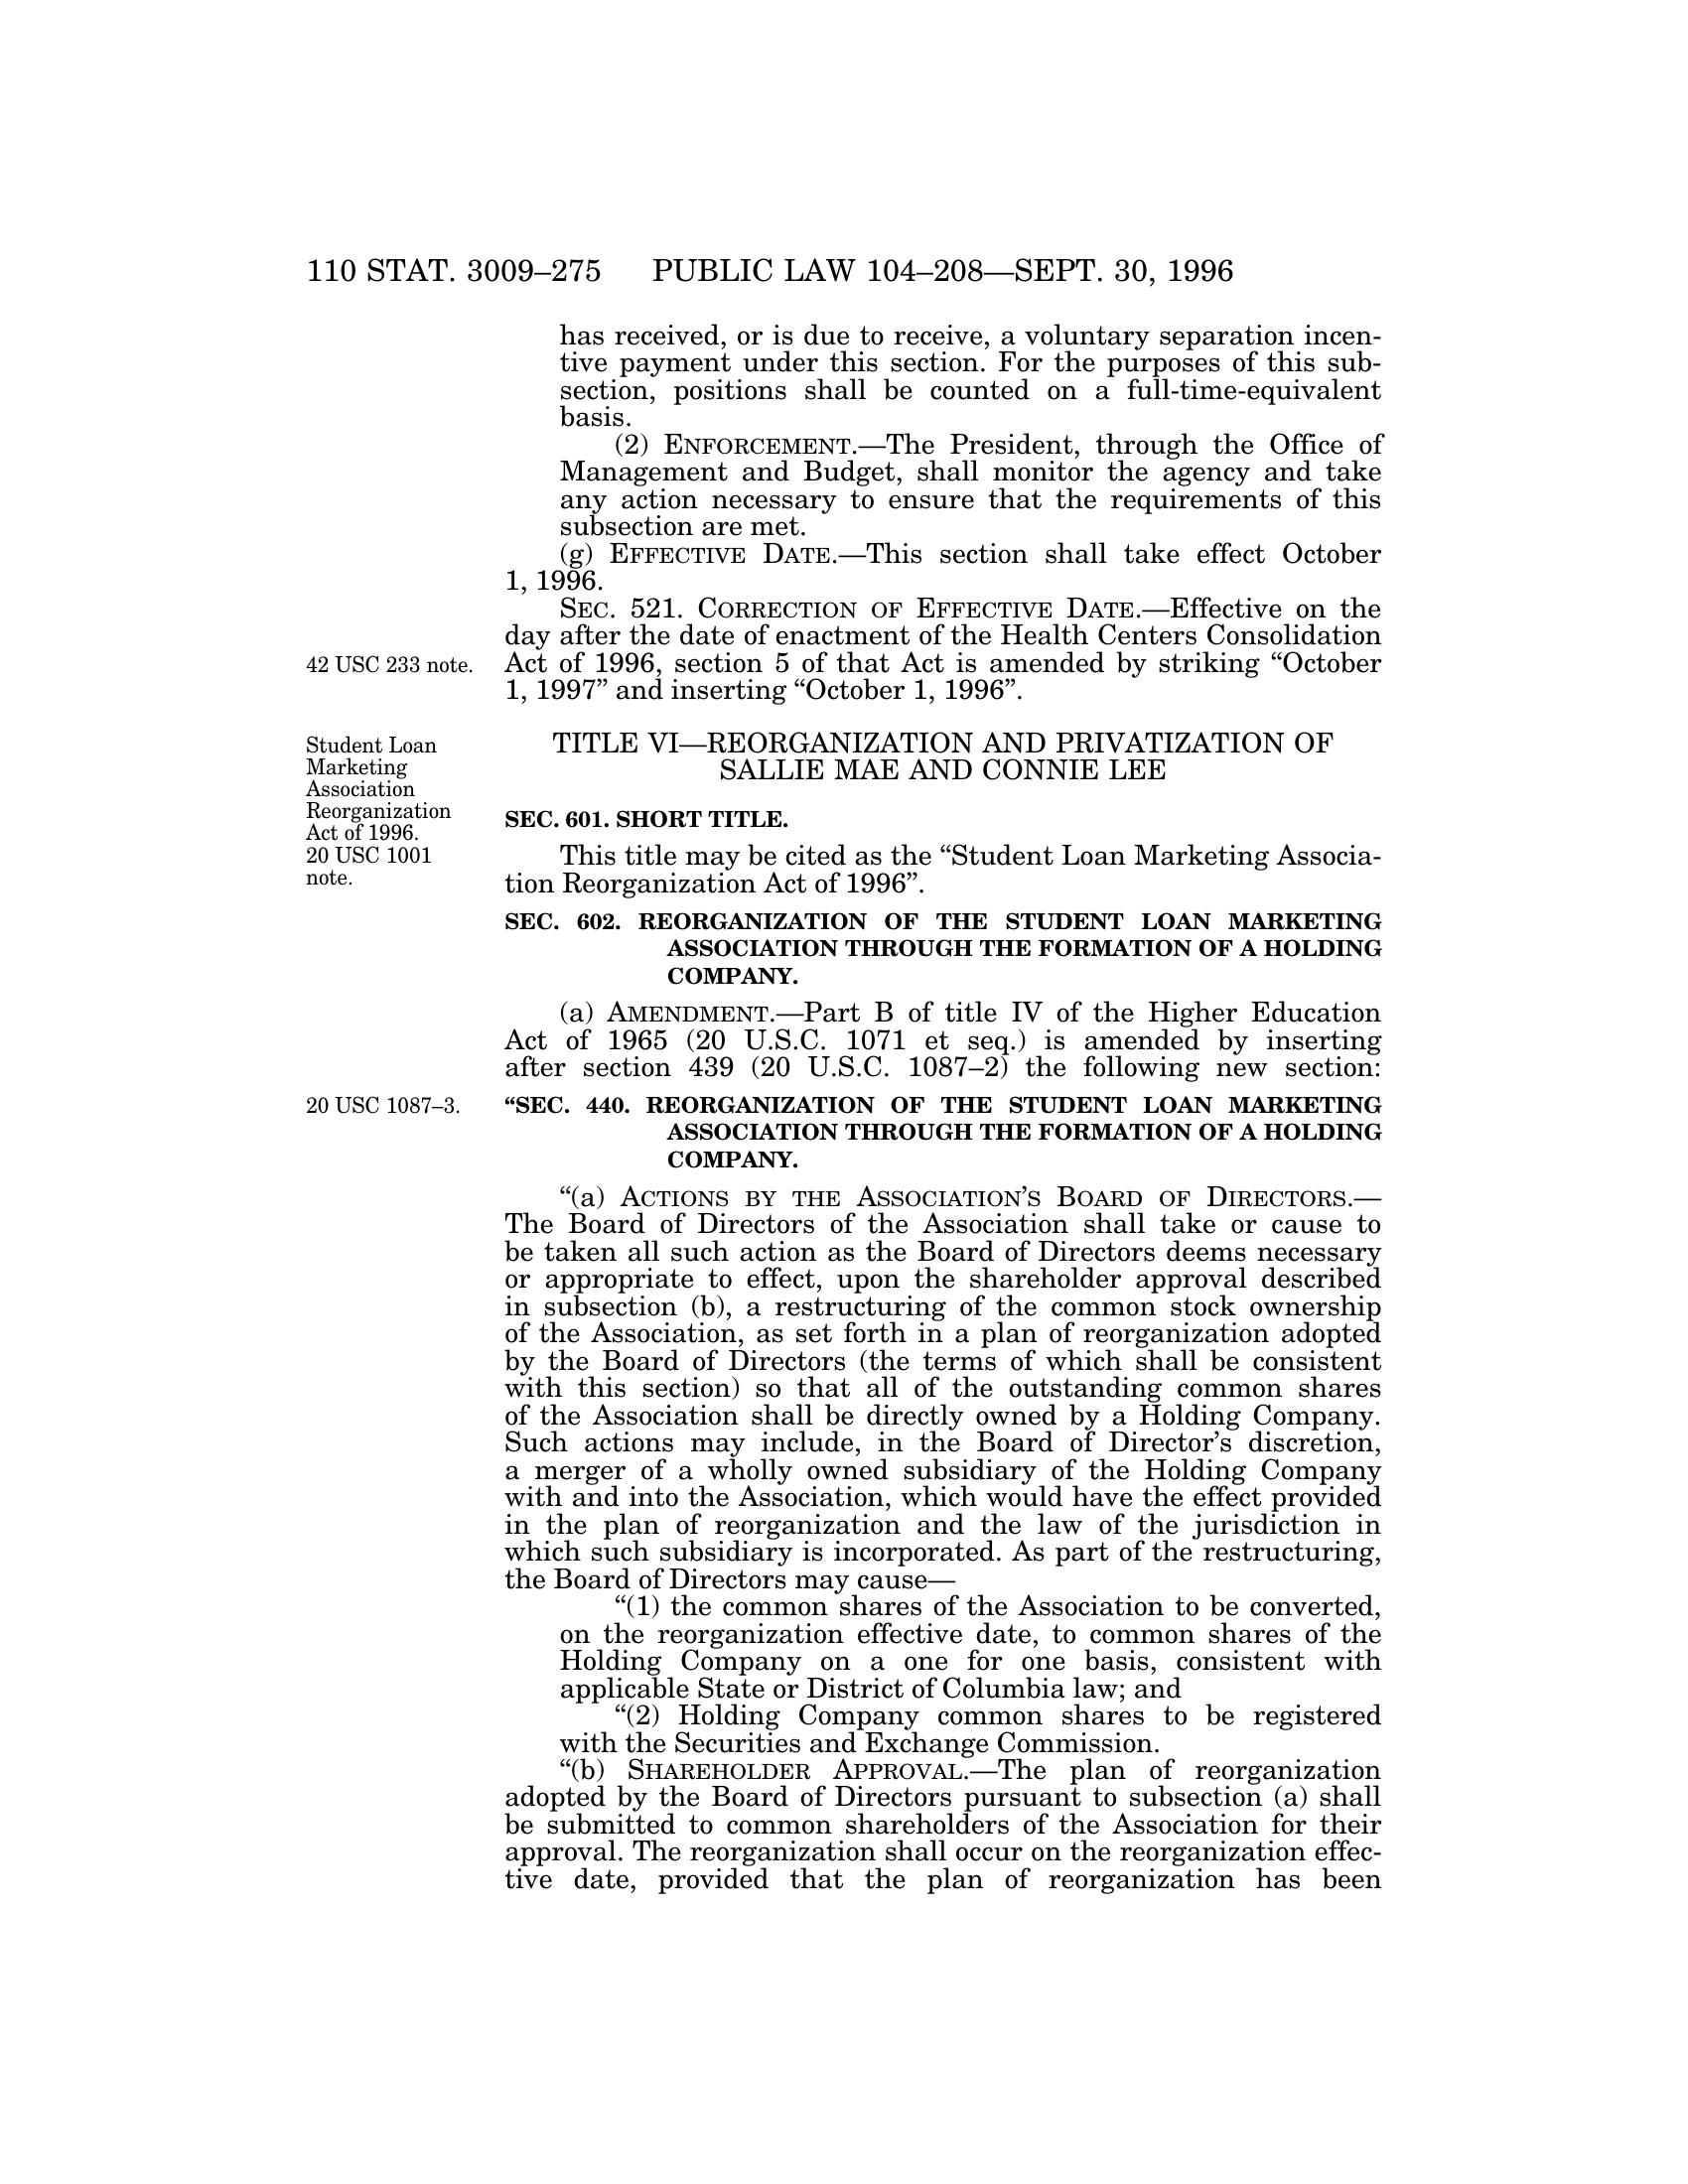 110 STAT. 3009–275 PUBLIC LAW 104–208—SEPT. 30, 1996
has received, or is due to receive, a voluntary separation incen-
tive payment under this section. For the purposes of this sub-
section, positions shall be counted on a full-time-equivalent
basis.
(2) ENFORCEMENT.—The President, through the Office of
Management and Budget, shall monitor the agency and take
any action necessary to ensure that the requirements of this
subsection are met.
(g) EFFECTIVE DATE.—This section shall take effect October
1, 1996.
SEC. 521. CORRECTION OF EFFECTIVE DATE.—Effective on the
day after the date of enactment of the Health Centers Consolidation
Act of 1996, section 5 of that Act is amended by striking “October
1, 1997” and inserting “October 1, 1996”.
42 USC 233 note.
TITLE VI—REORGANIZATION AND PRIVATIZATION OF
SALLIE MAE AND CONNIE LEE
Student Loan
Marketing
Association
Reorganization
Act of 1996.
20 USC 1001
note.
SEC. 601. SHORT TITLE.
This title may be cited as the “Student Loan Marketing Associa-
tion Reorganization Act of 1996”.
SEC. 602. REORGANIZATION OF THE STUDENT LOAN MARKETING
ASSOCIATION THROUGH THE FORMATION OF A HOLDING
COMPANY.
(a) AMENDMENT.—Part B of title IV of the Higher Education
Act of 1965 (20 U.S.C. 1071 et seq.) is amended by inserting
after section 439 (20 U.S.C. 1087–2) the following new section:
20 USC 1087–3.
“SEC. 440. REORGANIZATION OF THE STUDENT LOAN MARKETING
ASSOCIATION THROUGH THE FORMATION OF A HOLDING
COMPANY.
“(a) ACTIONS BY THE ASSOCIATION’S BOARD OF DIRECTORS.—
The Board of Directors of the Association shall take or cause to
be taken all such action as the Board of Directors deems necessary
or appropriate to effect, upon the shareholder approval described
in subsection (b), a restructuring of the common stock ownership
of the Association, as set forth in a plan of reorganization adopted
by the Board of Directors (the terms of which shall be consistent
with this section) so that all of the outstanding common shares
of the Association shall be directly owned by a Holding Company.
Such actions may include, in the Board of Director’s discretion,
a merger of a wholly owned subsidiary of the Holding Company
with and into the Association, which would have the effect provided
in the plan of reorganization and the law of the jurisdiction in
which such subsidiary is incorporated. As part of the restructuring,
the Board of Directors may cause—
“(1) the common shares of the Association to be converted,
on the reorganization effective date, to common shares of the
Holding Company on a one for one basis, consistent with
applicable State or District of Columbia law; and
“(2) Holding Company common shares to be registered
with the Securities and Exchange Commission.
“(b) SHAREHOLDER APPROVAL.—The plan of reorganization
adopted by the Board of Directors pursuant to subsection (a) shall
be submitted to common shareholders of the Association for their
approval. The reorganization shall occur on the reorganization effec-
tive date, provided that the plan of reorganization has been